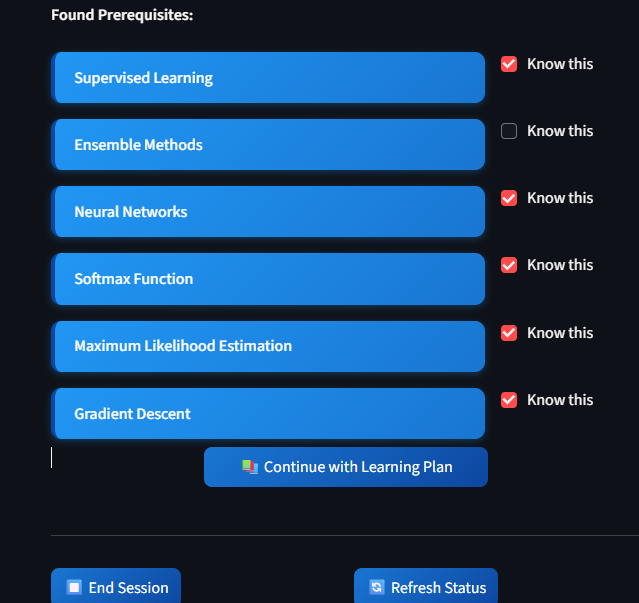 Found Prerequisites:
Supervised Learning
Know this
Ensemble Methods
Know this
Neural Networks
Know this
Softmax Function
Know this
Maximum Likelihood Estimation
Know this
Gradient Descent
Know this
Continue with Learning Plan
End Session
Refresh Status